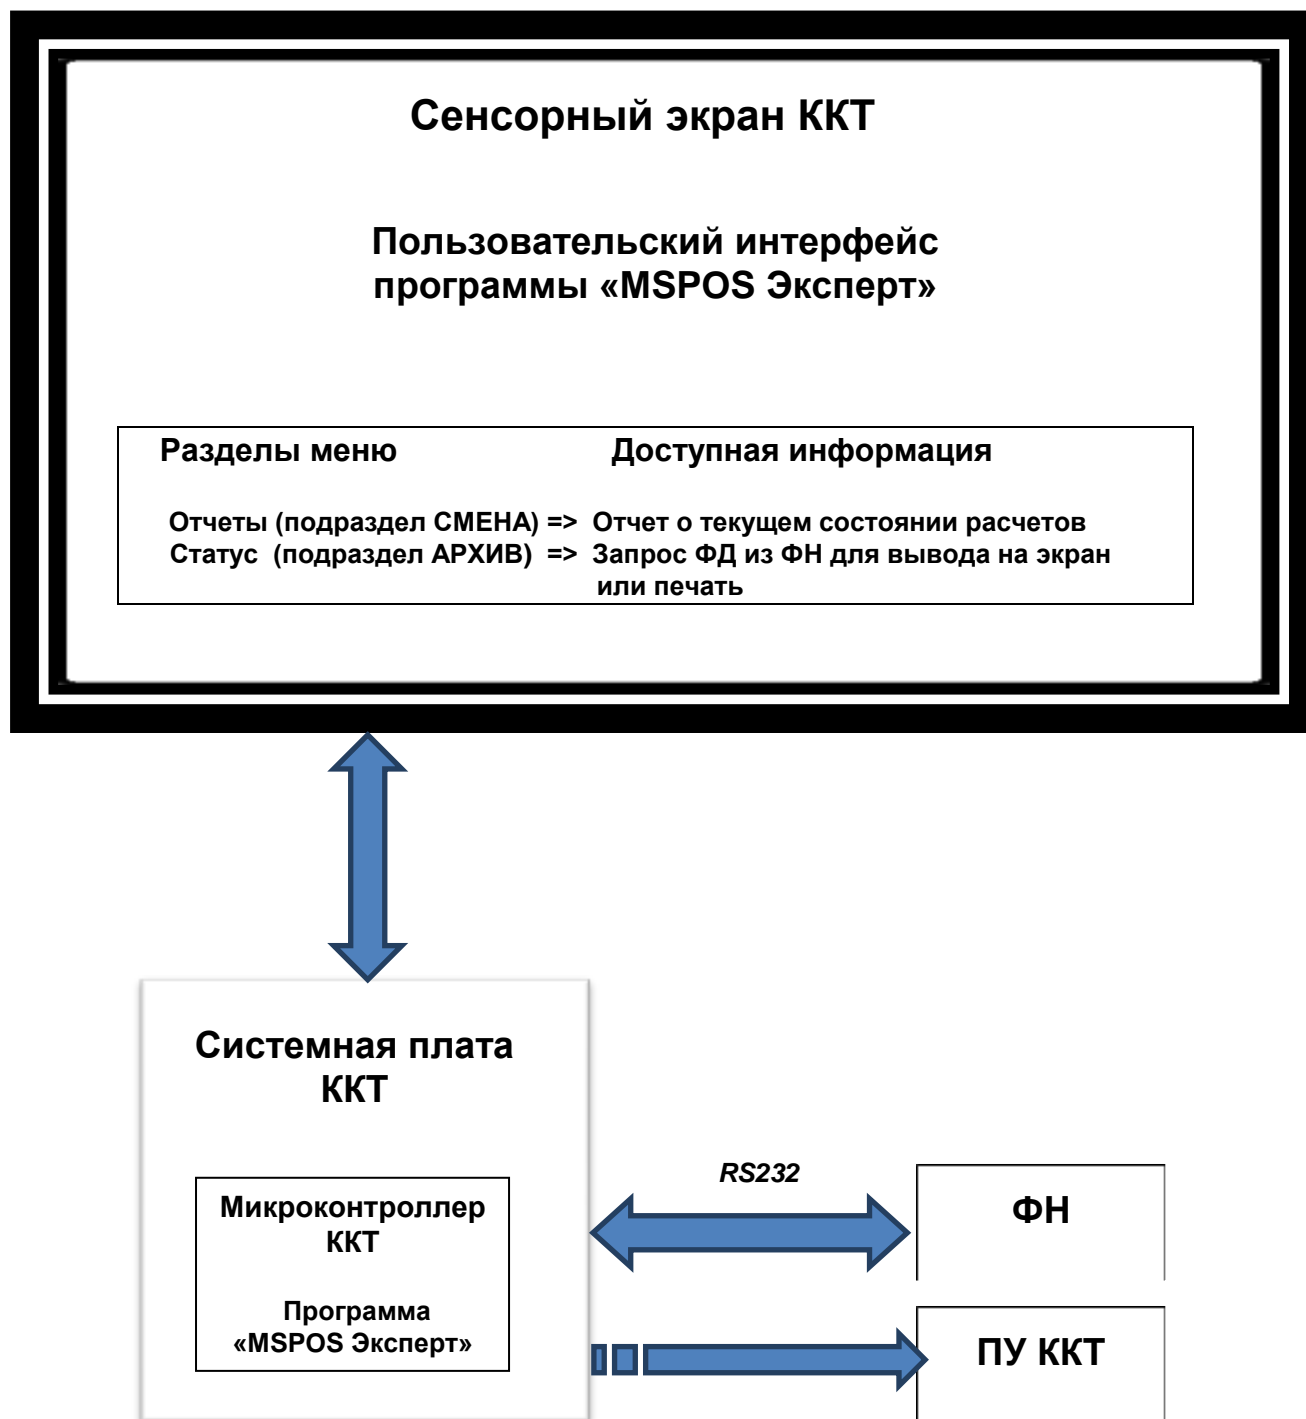 Сенсорный экран ККТ
Пользовательский интерфейс
программы «MSPOS Эксперт»
Разделы меню Доступная информация
Отчеты (подраздел СМЕНА) => Отчет о текущем состоянии расчетов
Статус (подраздел АРХИВ) => Запрос ФД из ФН для вывода на экран
или печать
Системная плата
ККТ
Микроконтроллер
ККТ
Программа
«MSPOS Эксперт»
RS232
ФН
ПУ ККТ